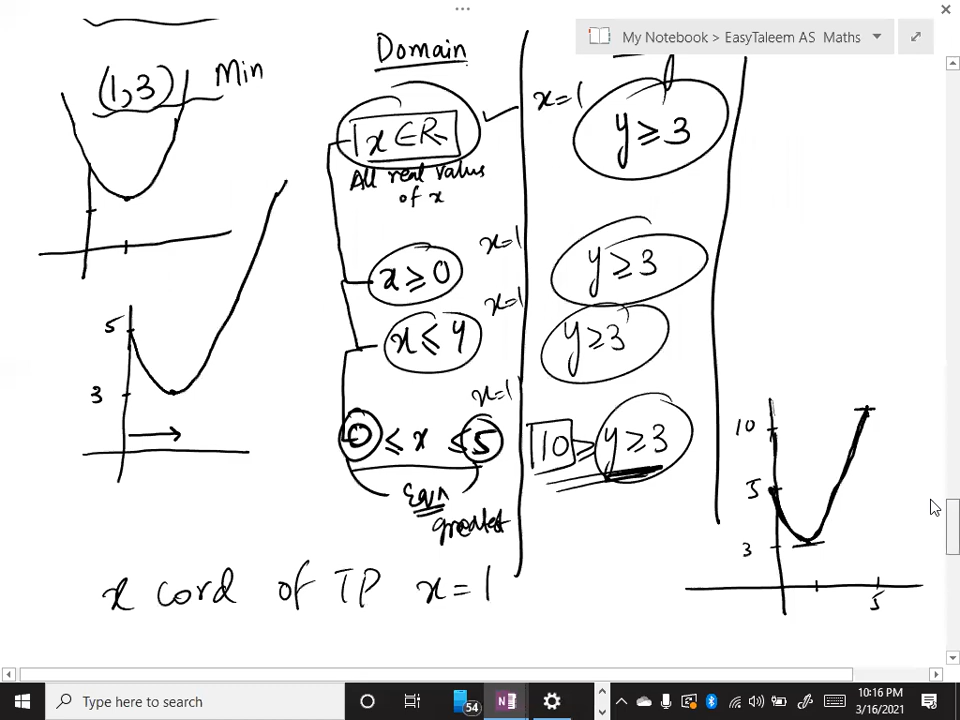 My Notebook > EasyTaleem AS Maths
(1,3) Min
Domain
x ∈ R
All real value
of x
x=1
y ≥ 3
5
3
x=1
x ≥ 0
y ≥ 3
x=1
x ≤ 4
y ≥ 3
x=1
0 ≤ x ≤ 5
10 ≥ y ≥ 3
Eqn
greatest
10
5
3
5
x cord of TP x = 1
Type here to search
54
10:16 PM
3/16/2021